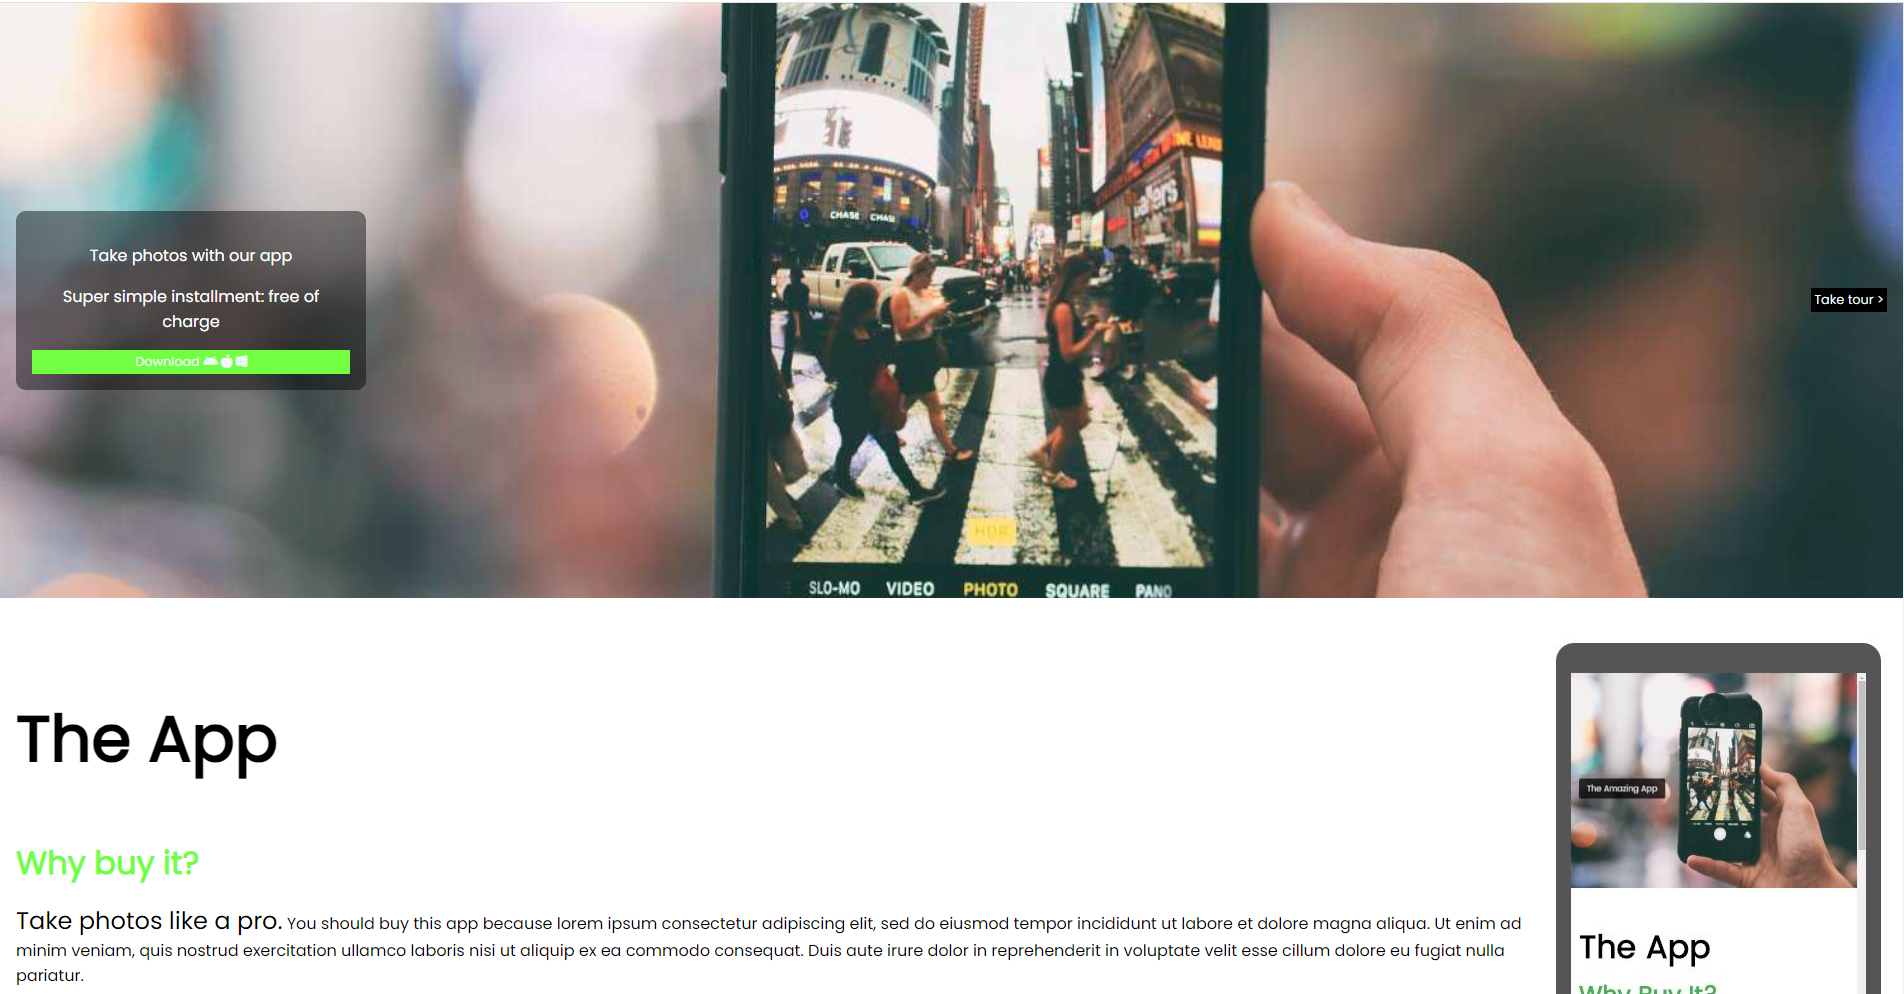 CHASE CHASE
Take photos with our app
Super simple installment: free of
charge
Download
Take tour >
HDR
SLO-MO VIDEO PHOTO SQUARE PANO
The App
Why buy it?
Take photos like a pro. You should buy this app because lorem ipsum consectetur adipiscing elit, sed do eiusmod tempor incididunt ut labore et dolore magna aliqua. Ut enim ad
minim veniam, quis nostrud exercitation ullamco laboris nisi ut aliquip ex ea commodo consequat. Duis aute irure dolor in reprehenderit in voluptate velit esse cillum dolore eu fugiat nulla
pariatur.
The Amazing App
The App
Why Buy It?